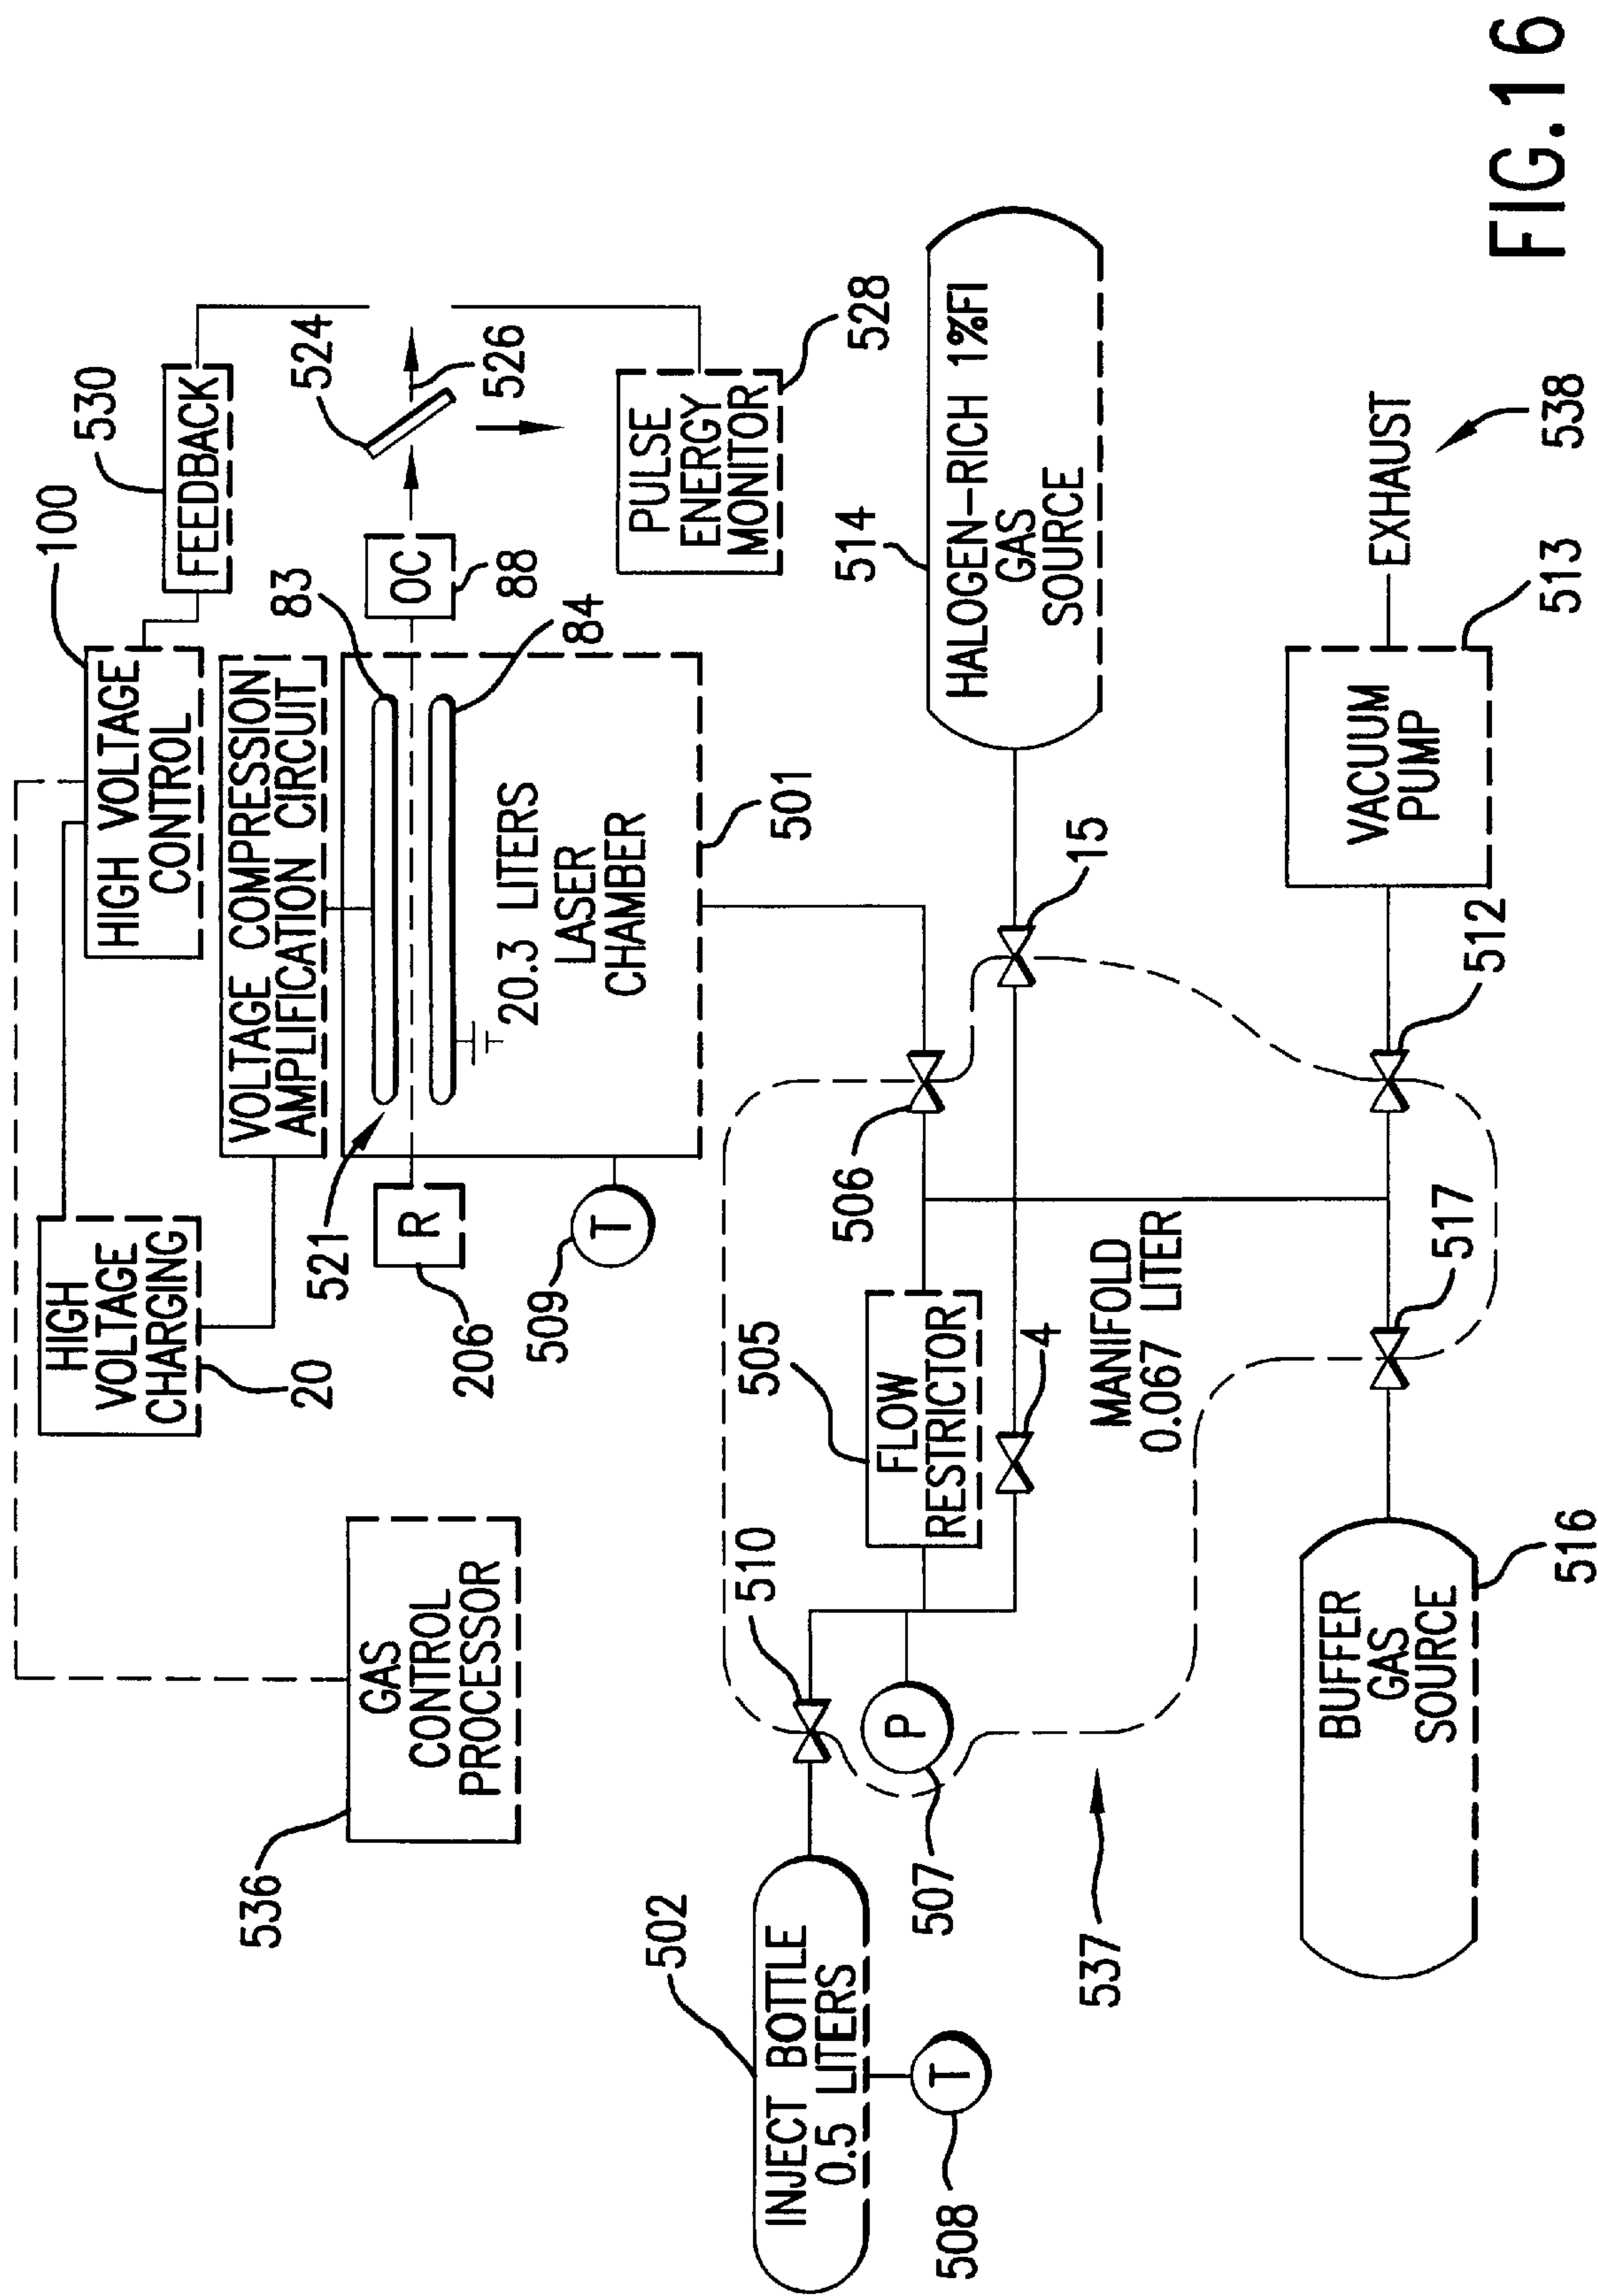 HIGH
VOLTAGE
CHARGING
20
HIGH VOLTAGE
CONTROL
100
FEEDBACK
530
VOLTAGE COMPRESSION
AMPLIFICATION CIRCUIT
521
R
206
83
84
OC
88
524
526
20.3 LITERS
LASER
CHAMBER
501
T
509
PULSE
ENERGY
MONITOR
528
GAS
CONTROL
PROCESSOR
536
INJECT BOTTLE
0.5 LITERS
502
T
508
510
P
507
FLOW
RESTRICTOR
505
506
4
15
HALOGEN-RICH 1%FI
GAS
SOURCE
514
MANIFOLD
0.067 LITER
537
BUFFER
GAS
SOURCE
516
517
512
VACUUM
PUMP
513
EXHAUST
538
FIG.16